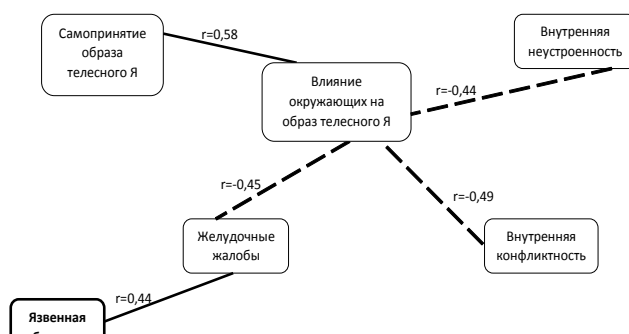 Самопринятие
образа
телесного Я
r=0,58
Влияние
окружающих на
образ телесного Я
Внутренняя
неустроенность
r=-0,44
r=-0,45
r=-0,49
Желудочные
жалобы
Внутренняя
конфликтность
r=0,44
Язвенная